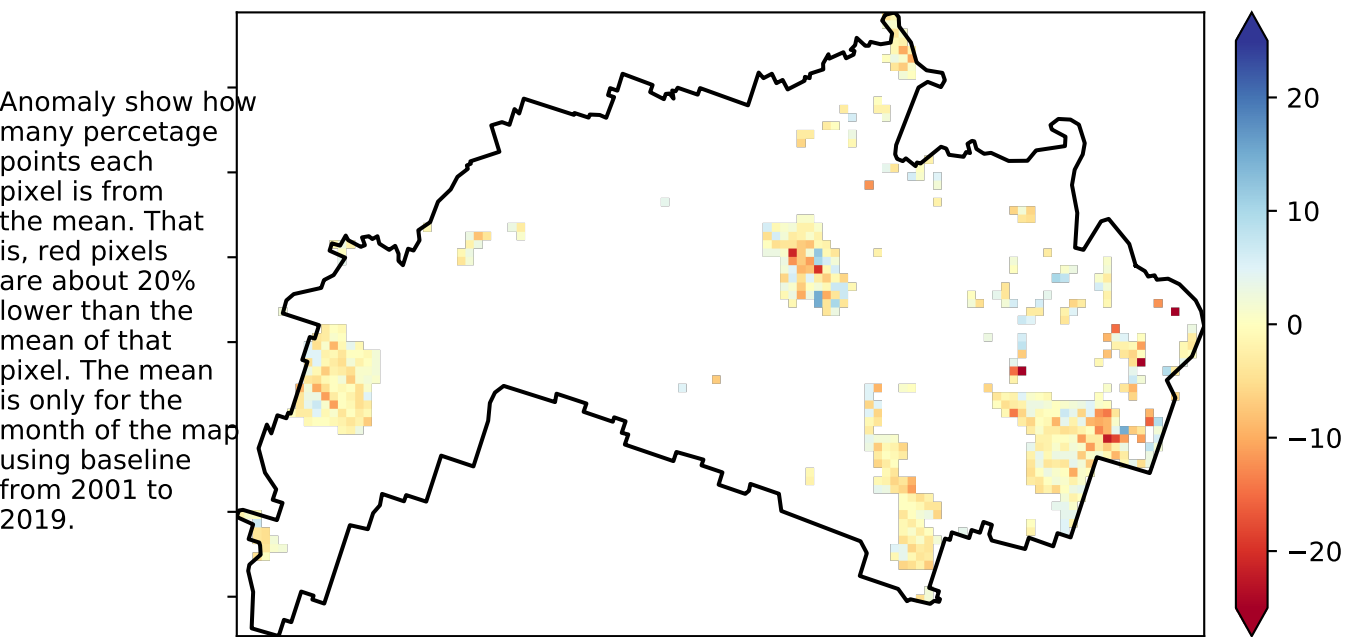 Anomaly show how
many percetage
points each
pixel is from
the mean. That
is, red pixels
are about 20%
lower than the
mean of that
pixel. The mean
is only for the
month of the map
using baseline
from 2001 to
2019.
20
10
0
−10
−20